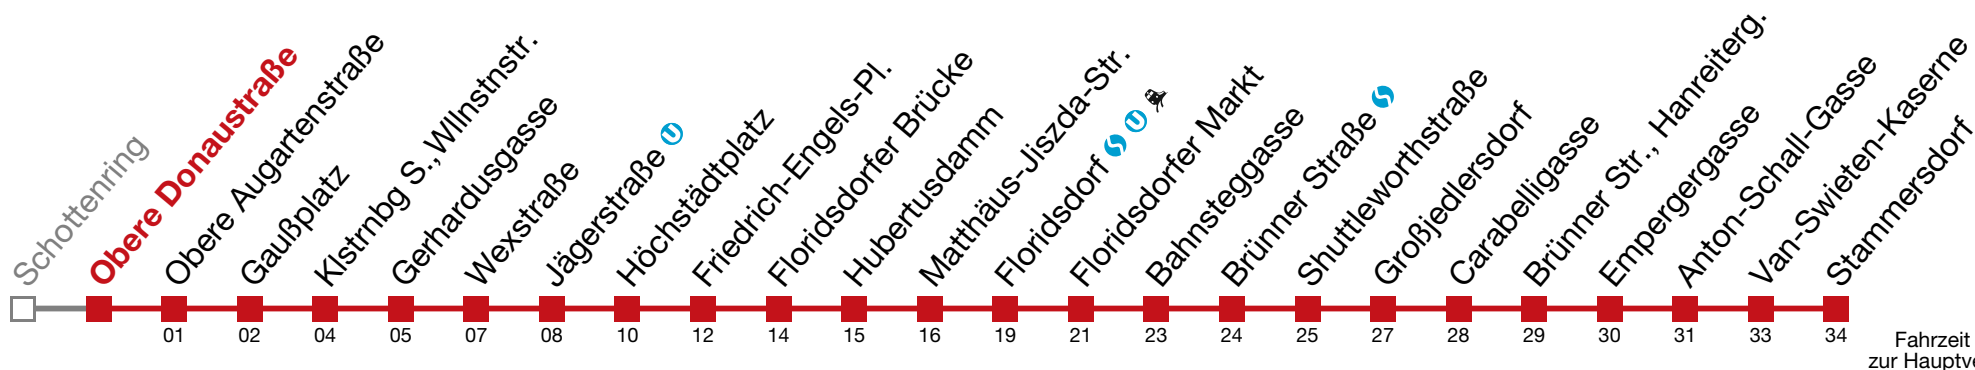 Schottenring
Obere Donaustraße
Obere Augartenstraße
Gaußplatz
Klstrnbg S.,Wllnstnstr.
Gerhardusgasse
Wexstraße
Jägerstraße U
Höchstädtplatz
Friedrich-Engels-Pl.
Floridsdorfer Brücke
Hubertusdamm
Matthäus-Jiszda-Str.
Floridsdorf S U
Floridsdorfer Markt
Bahnsteggasse
Brünner Straße S
Shuttleworthstraße
Großjedlersdorf
Carabelligasse
Brünner Str., Hanreiterg.
Empergergasse
Anton-Schall-Gasse
Van-Swieten-Kaserne
Stammersdorf
01 02 04 05 07 08 10 12 14 15 16 19 21 23 24 25 27 28 29 30 31 33 34
Fahrzeit
zur Hauptve